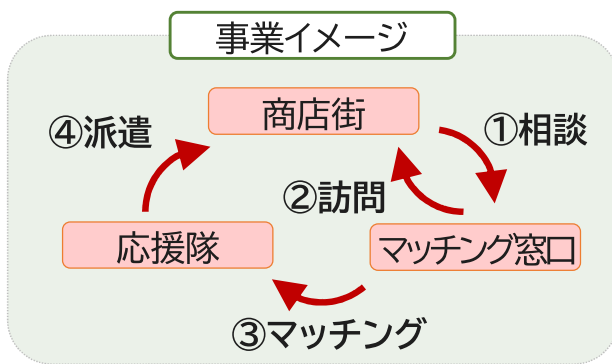 事業イメージ
商店街
①相談
④派遣
②訪問
応援隊
マッチング窓口
③マッチング